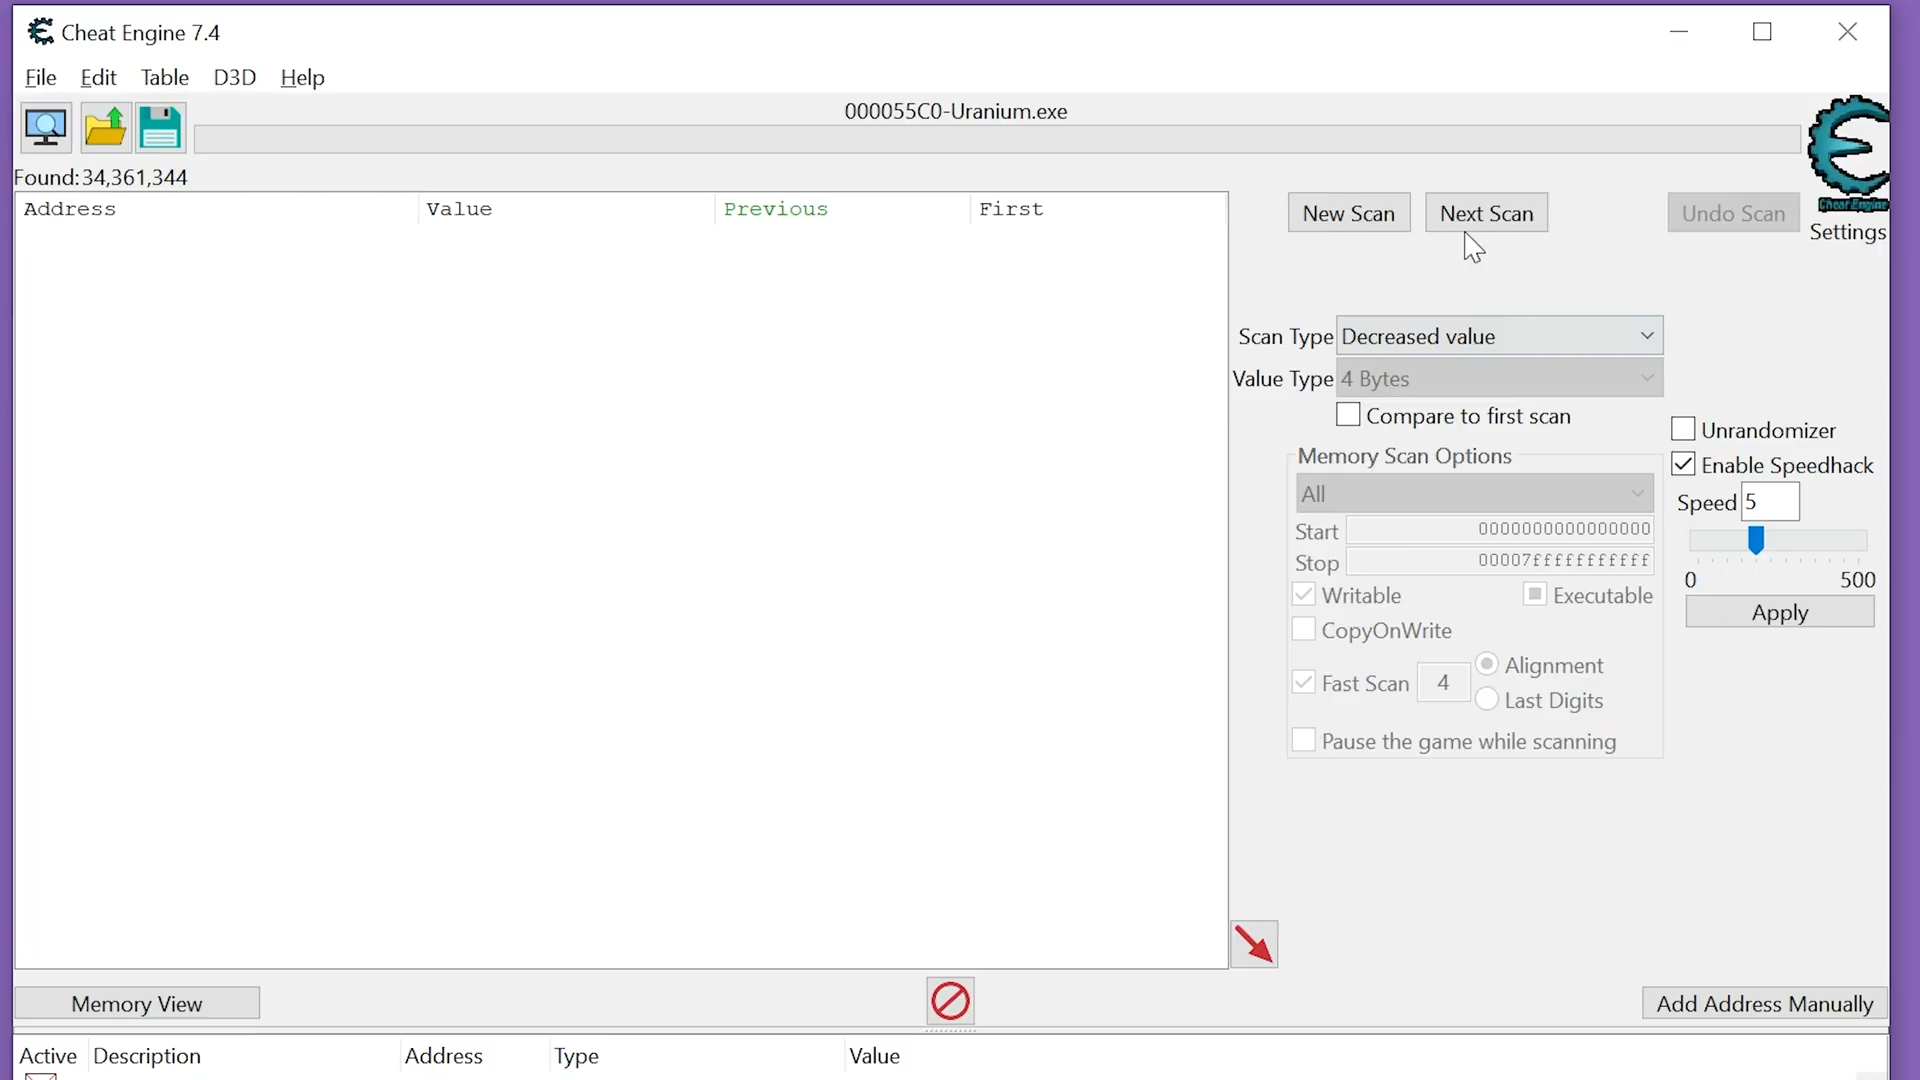 Cheat Engine 7.4
File Edit Table D3D Help
000055C0-Uranium.exe
Found:34,361,344
Address Value Previous First
New Scan Next Scan Undo Scan
Cheat Engine
Settings
Scan Type Decreased value
Value Type 4 Bytes
Compare to first scan
Unrandomizer
Memory Scan Options
Enable Speedhack
All
Speed 5
Start 0000000000000000
Stop 00007fffffffffff
0 500
Writable Executable
Apply
CopyOnWrite
Fast Scan 4 Alignment
Last Digits
Pause the game while scanning
Memory View
Add Address Manually
Active Description Address Type Value